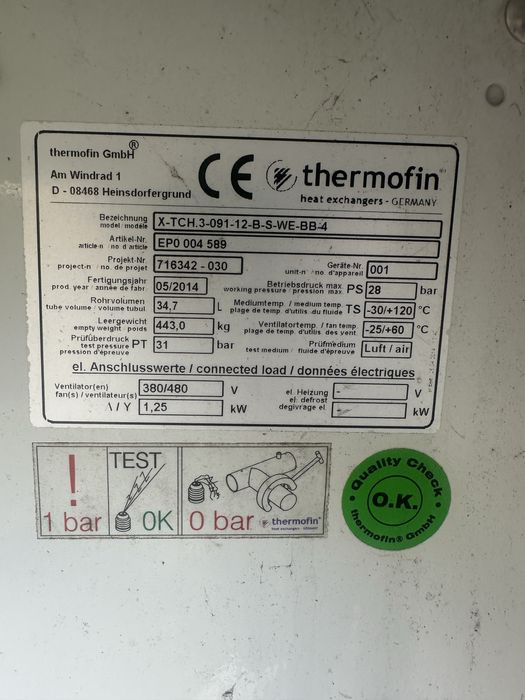 thermofin GmbH®
Am Windrad 1
D - 08468 Heinsdorfergrund
CE
thermofin®
heat exchangers - GERMANY
Bezeichnung
model / modèle
X-TCH.3-091-12-B-S-WE-BB-4
Artikel-Nr.
article-n / no d'article
EP0 004 589
Projekt-Nr.
project-n / no de projet
716342 - 030
Geräte-Nr.
unit-n / no d'appareil
001
Fertigungsjahr
prod. year / année de fabr
05/2014
Betriebsdruck max
working pressure / pression max
PS 28 bar
Rohrvolumen
tube volume / volume tubul
34,7 L
Mediumtemp / medium temp
plage de temp. d'utilis. du fluide
TS -30/+120 °C
Leergewicht
empty weight / poids
443,0 kg
Ventilatortemp. / fan temp
plage de temp. d'utilis. des vent
-25/+60 °C
Prüfüberdruck
test pressure
pression d'épreuve
PT 31 bar
Prüfmedium
test medium / fluide d'épreuve
Luft / air
el. Anschlusswerte / connected load / données électriques
Ventilator(en)
fan(s) / ventilateur(s)
380/480 V
Δ / Y 1,25 kW
el. Heizung
el. defrost
degivrage el.
- V
- kW
! 1 bar
TEST OK
0 bar
thermofin®
heat exchangers - GERMANY
Quality Check
O.K.
thermofin® GmbH